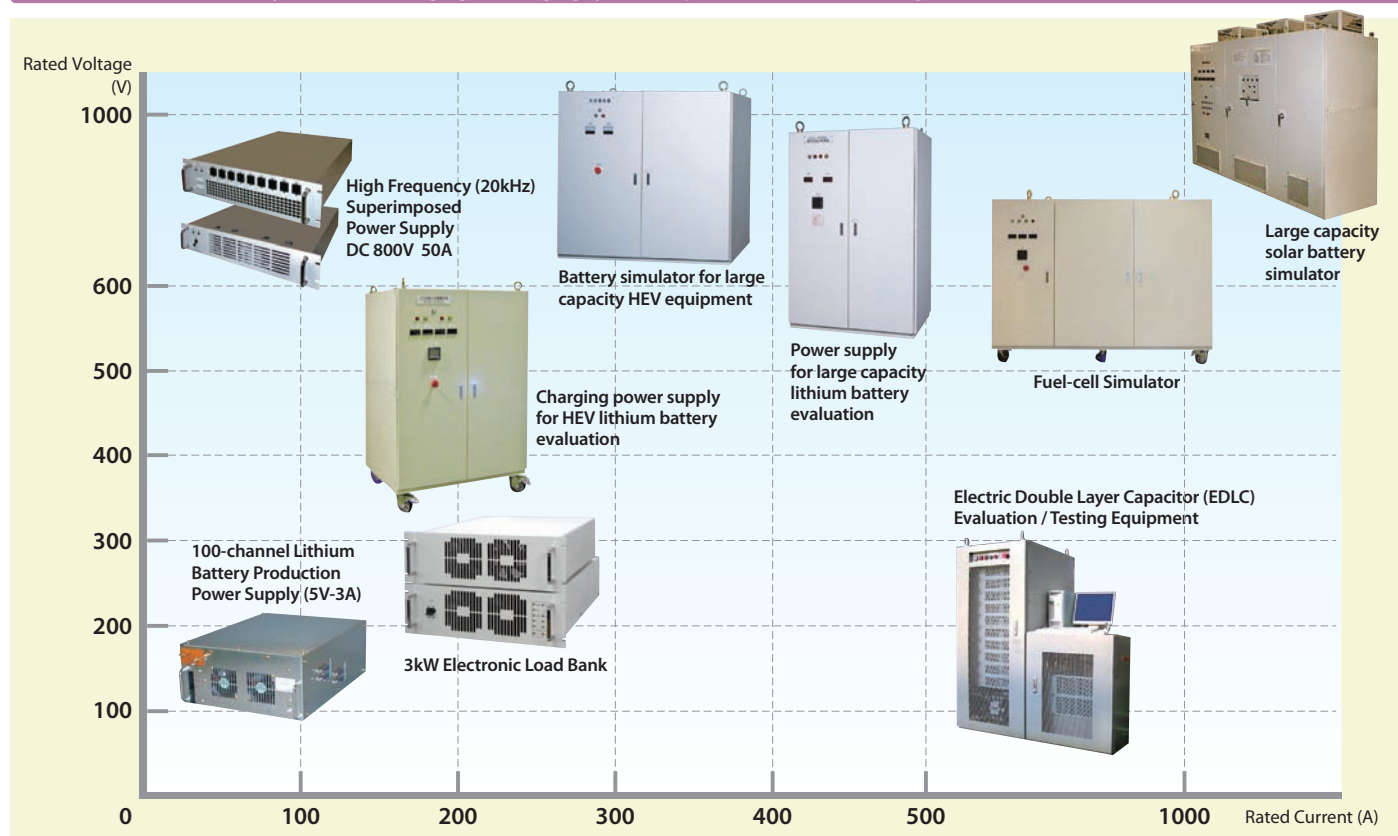 Rated Voltage
(V)
1000
600
500
400
300
200
100
0
High Frequency (20kHz)
Superimposed
Power Supply
DC 800V 50A
Battery simulator for large
capacity HEV equipment
Power supply
for large capacity
lithium battery
evaluation
Large capacity
solar battery
simulator
Fuel-cell Simulator
Charging power supply
for HEV lithium battery
evaluation
Electric Double Layer Capacitor (EDLC)
Evaluation / Testing Equipment
100-channel Lithium
Battery Production
Power Supply (5V-3A)
3kW Electronic Load Bank
100
200
300
400
500
1000
Rated Current (A)